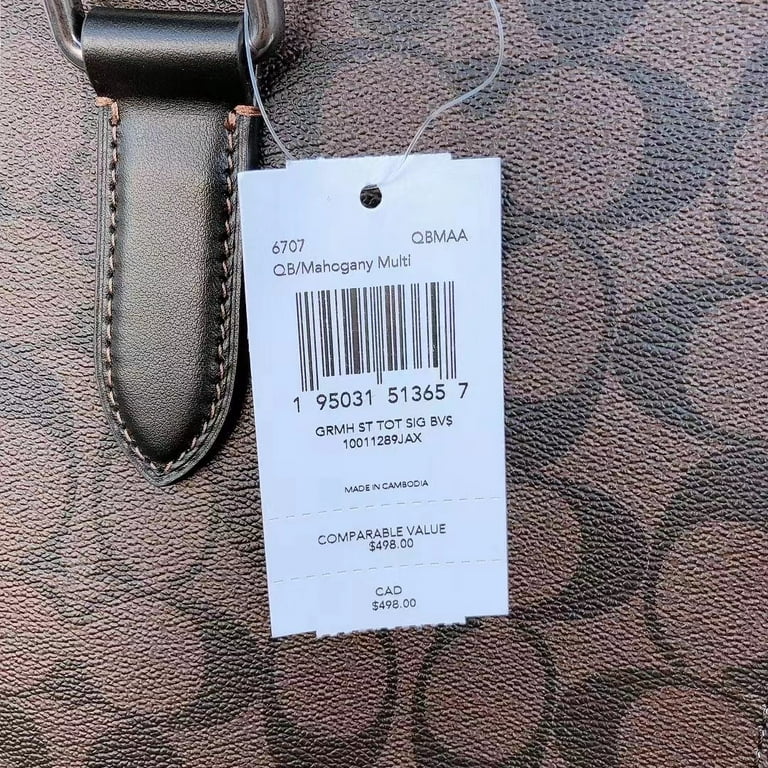 6707 QBMAA
QB/Mahogany Multi
1 95031 51365 7
GRMH ST TOT SIG BV$
10011289JAX
MADE IN CAMBODIA
COMPARABLE VALUE
$498.00
CAD
$498.00